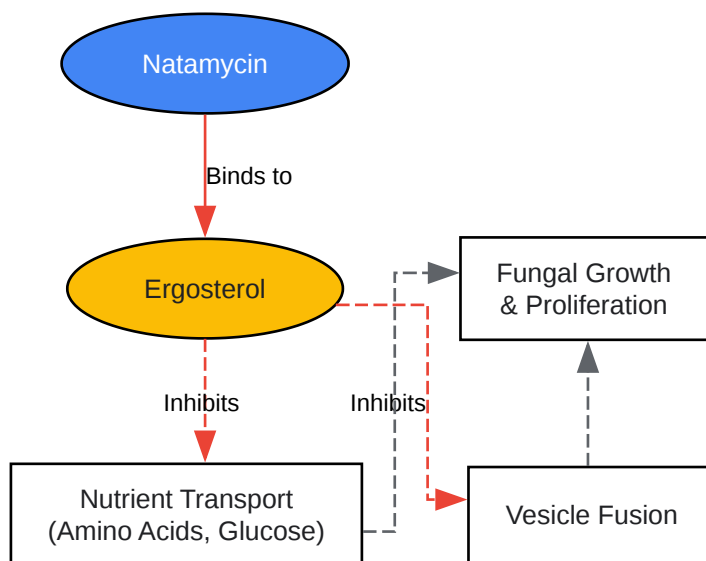 Natamycin
Binds to
Ergosterol
Fungal Growth
& Proliferation
Inhibits
Inhibits
Nutrient Transport
(Amino Acids, Glucose)
Vesicle Fusion